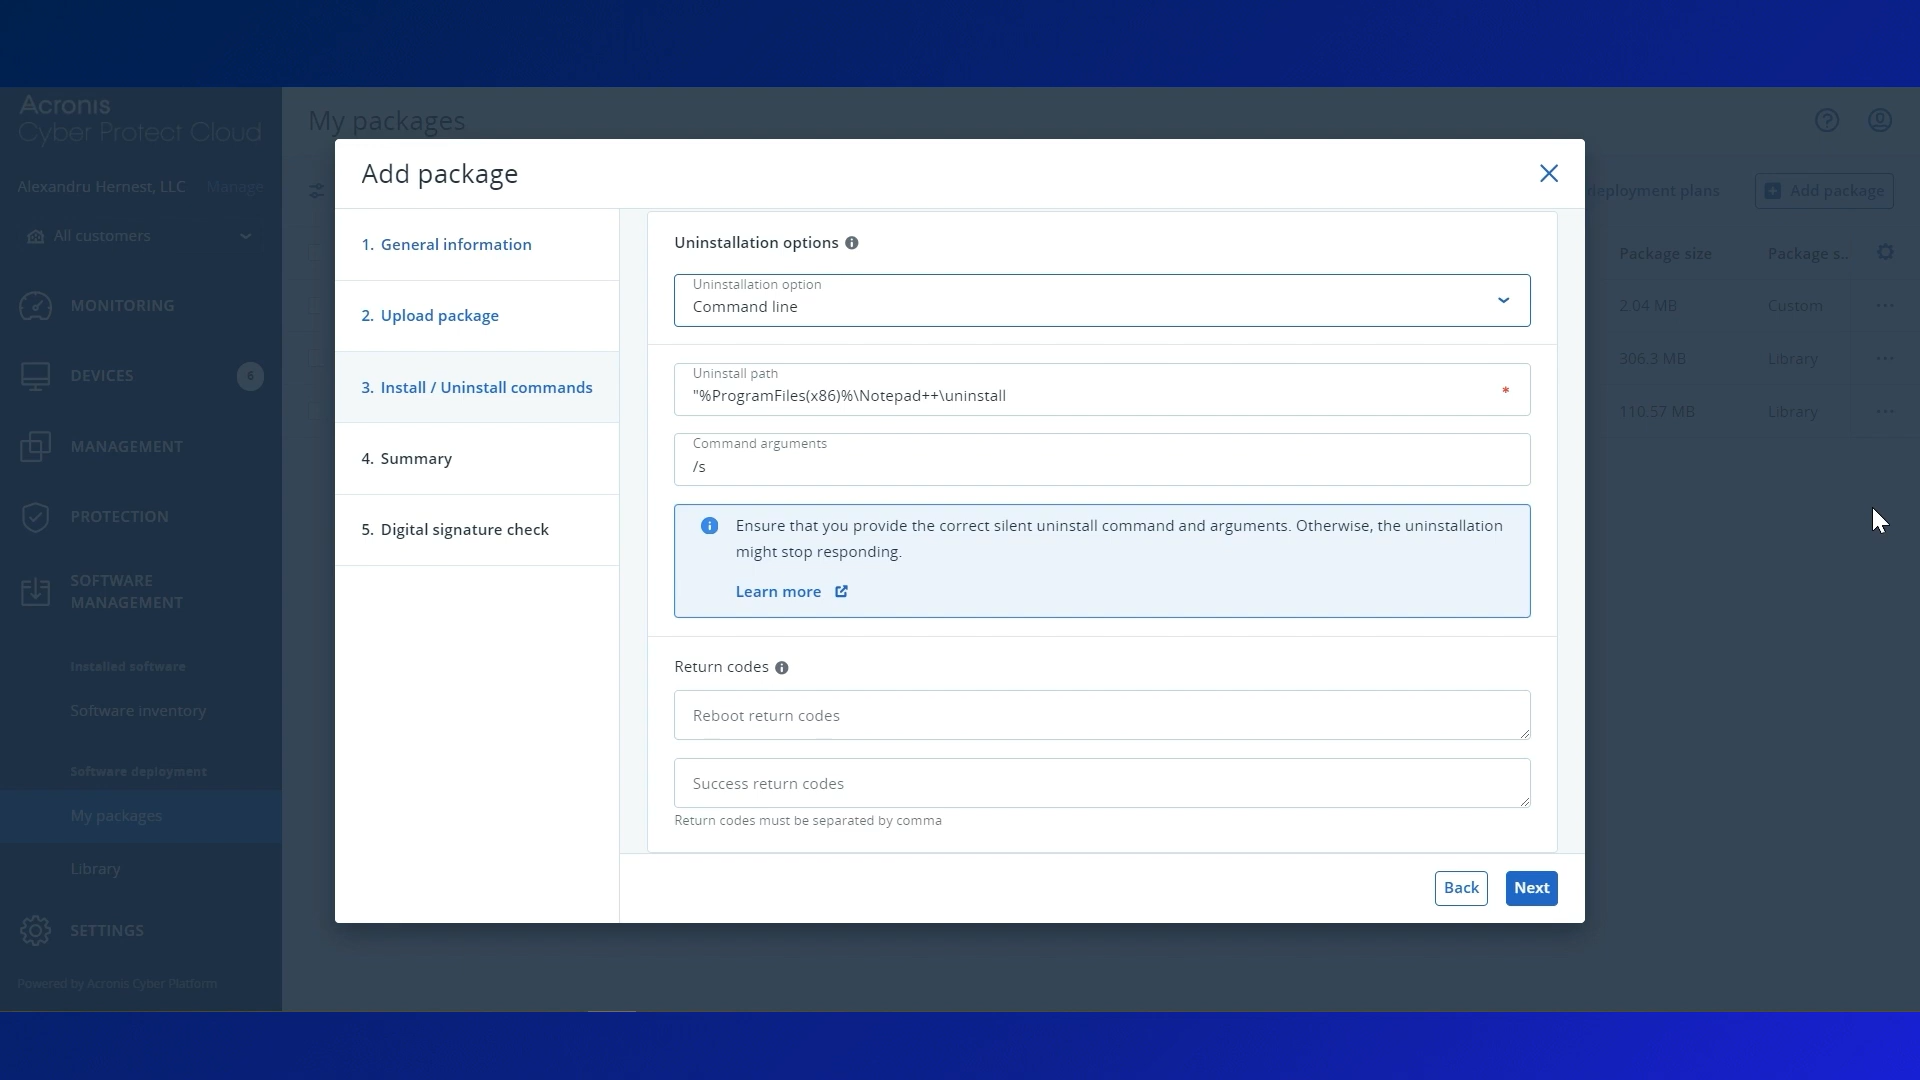 Acronis
Cyber Protect Cloud
My packages
Alexandru Hernest, LLC Manage
All customers
MONITORING
DEVICES 6
MANAGEMENT
PROTECTION
SOFTWARE
MANAGEMENT
Installed software
Software inventory
Software deployment
My packages
Library
SETTINGS
Powered by Acronis Cyber Platform
deployment plans
Add package
Package size Package s..
2.04 MB Custom
306.3 MB Library
110.57 MB Library
Add package
1. General information
2. Upload package
3. Install / Uninstall commands
4. Summary
5. Digital signature check
Uninstallation options
Uninstallation option
Command line
Uninstall path
"%ProgramFiles(x86)%\Notepad++\uninstall *
Command arguments
/s
Ensure that you provide the correct silent uninstall command and arguments. Otherwise, the uninstallation
might stop responding.
Learn more
Return codes
Reboot return codes
Success return codes
Return codes must be separated by comma
Back Next